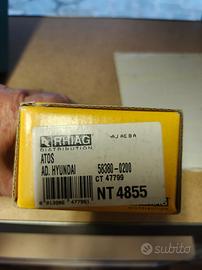 RHIAG
DISTRIBUTION
ATOS
AD. HYUNDAI 58380-0200
CT 47799
NT 4855
subito